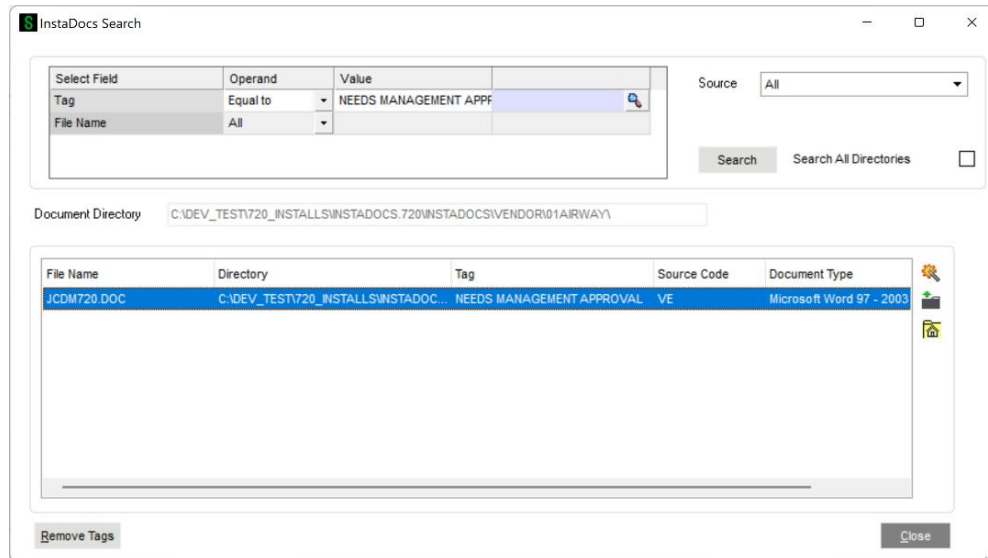 InstaDocs Search
Select Field Operand Value
Tag Equal to NEEDS MANAGEMENT APPR
File Name All
Source All
Search Search All Directories
Document Directory C:\DEV_TEST\720_INSTALLS\INSTADOCS.720\INSTADOCS\VENDOR\01AIRWAY\
File Name Directory Tag Source Code Document Type
JCDM720.DOC C:\DEV_TEST\720_INSTALLS\INSTADOC... NEEDS MANAGEMENT APPROVAL VE Microsoft Word 97 - 2003
Remove Tags Close